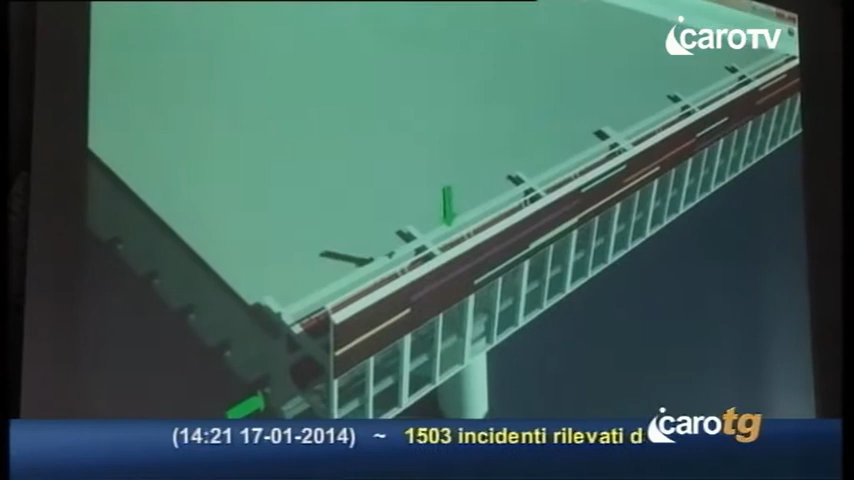 icaroTV
(14:21 17-01-2014) ~ 1503 incidenti rilevati d
icarotg